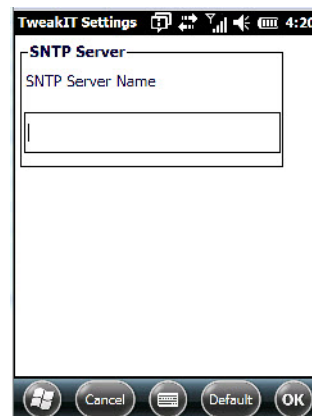 TweakIT Settings 4:20
SNTP Server
SNTP Server Name
Cancel Default OK